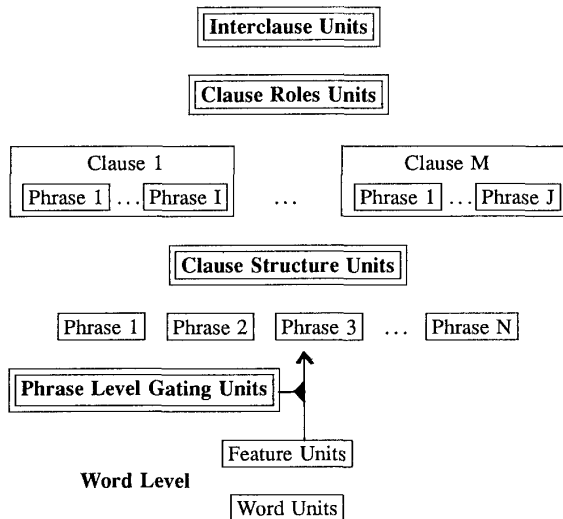 Interclause Units
Clause Roles Units
Clause 1 Clause M
Phrase 1 ... Phrase I ... Phrase 1 ... Phrase J
Clause Structure Units
Phrase 1 Phrase 2 Phrase 3 ... Phrase N
Phrase Level Gating Units
Feature Units
Word Level
Word Units